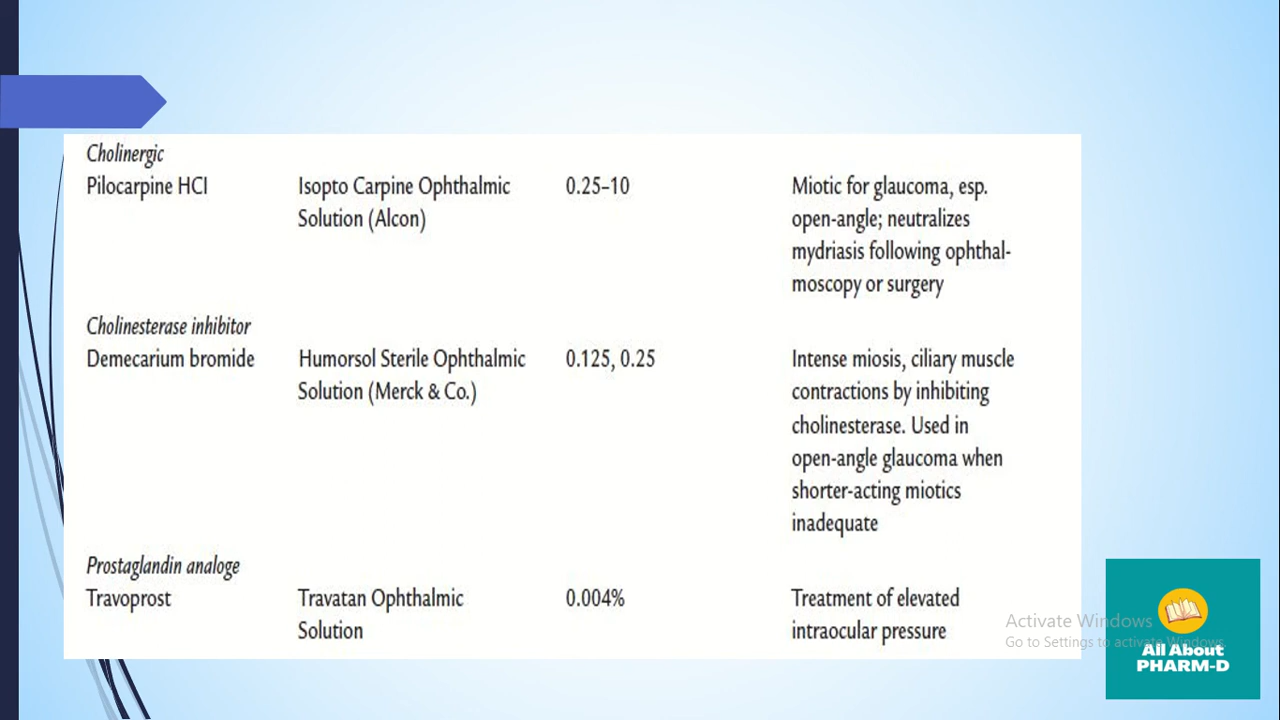 Cholinergic
Pilocarpine HCl Isopto Carpine Ophthalmic 0.25–10 Miotic for glaucoma, esp.
Solution (Alcon) open-angle; neutralizes
mydriasis following ophthal-
moscopy or surgery
Cholinesterase inhibitor
Demecarium bromide Humorsol Sterile Ophthalmic 0.125, 0.25 Intense miosis, ciliary muscle
Solution (Merck & Co.) contractions by inhibiting
cholinesterase. Used in
open-angle glaucoma when
shorter-acting miotics
inadequate
Prostaglandin analoge
Travoprost Travatan Ophthalmic 0.004% Treatment of elevated
Solution intraocular pressure
Activate Windows
Go to Settings to activate Windows.
All About
PHARM-D